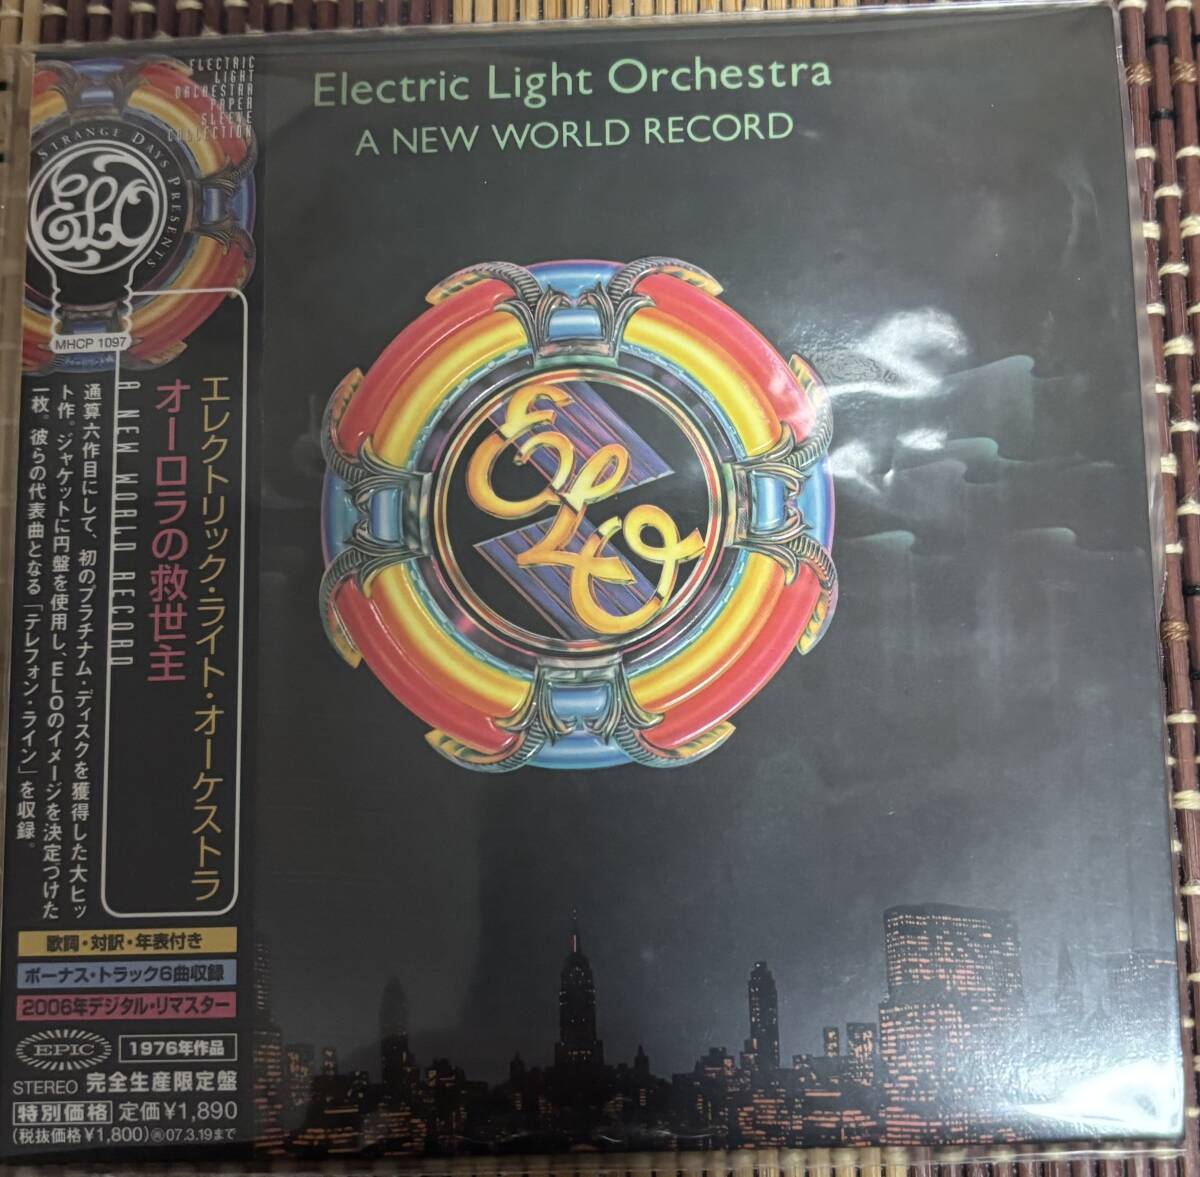 Electric Light Orchestra
A NEW WORLD RECORD
ELO
ELECTRIC
LIGHT
ORCHESTRA
PAPER
SLEEVE
COLLECTION
STRANGE DAYS PRESENTS
ELO
MHCP 1097
エレクトリック・ライト・オーケストラ
オーロラの救世主
A NEW WORLD RECORD
通算六作目にして、初のプラチナム・ディスクを獲得した大ヒッ
ト作。ジャケットに円盤を使用し、ELOのイメージを決定づけた
一枚。彼らの代表曲となる「テレフォン・ライン」を収録。
歌詞・対訳・年表付き
ボーナス・トラック6曲収録
2006年デジタル・リマスター
EPIC
1976年作品
STEREO 完全生産限定盤
特別価格 定価¥1,890
(税抜価格¥1,800)㊞07.3.19まで